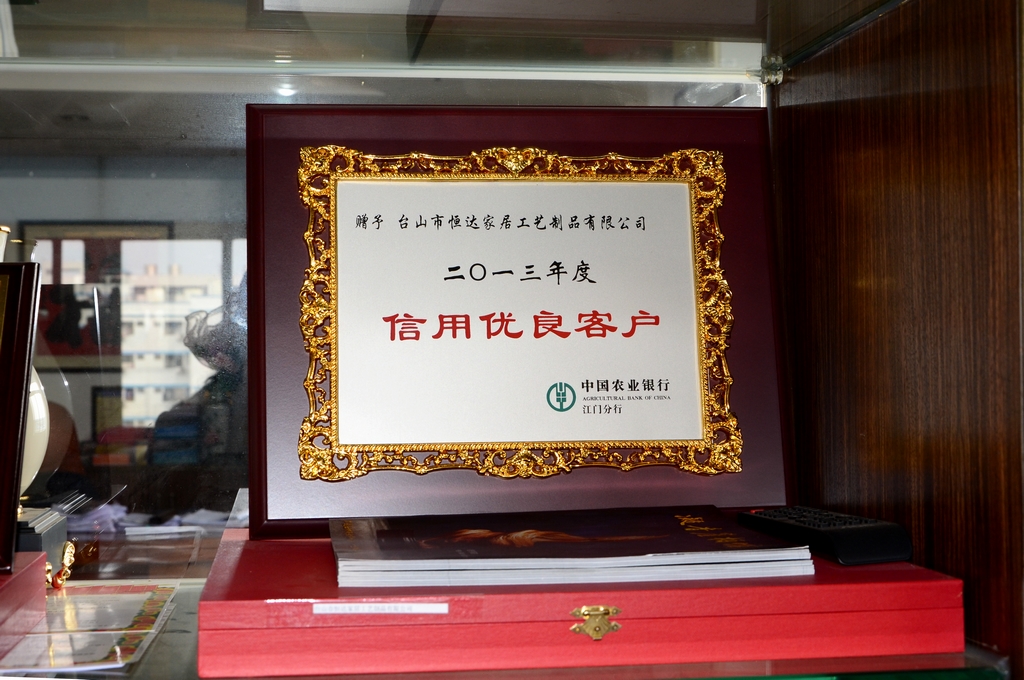 赠予 台山市恒达家居工艺制品有限公司
二〇一三年度
信用优良客户
中国农业银行
AGRICULTURAL BANK OF CHINA
江门分行